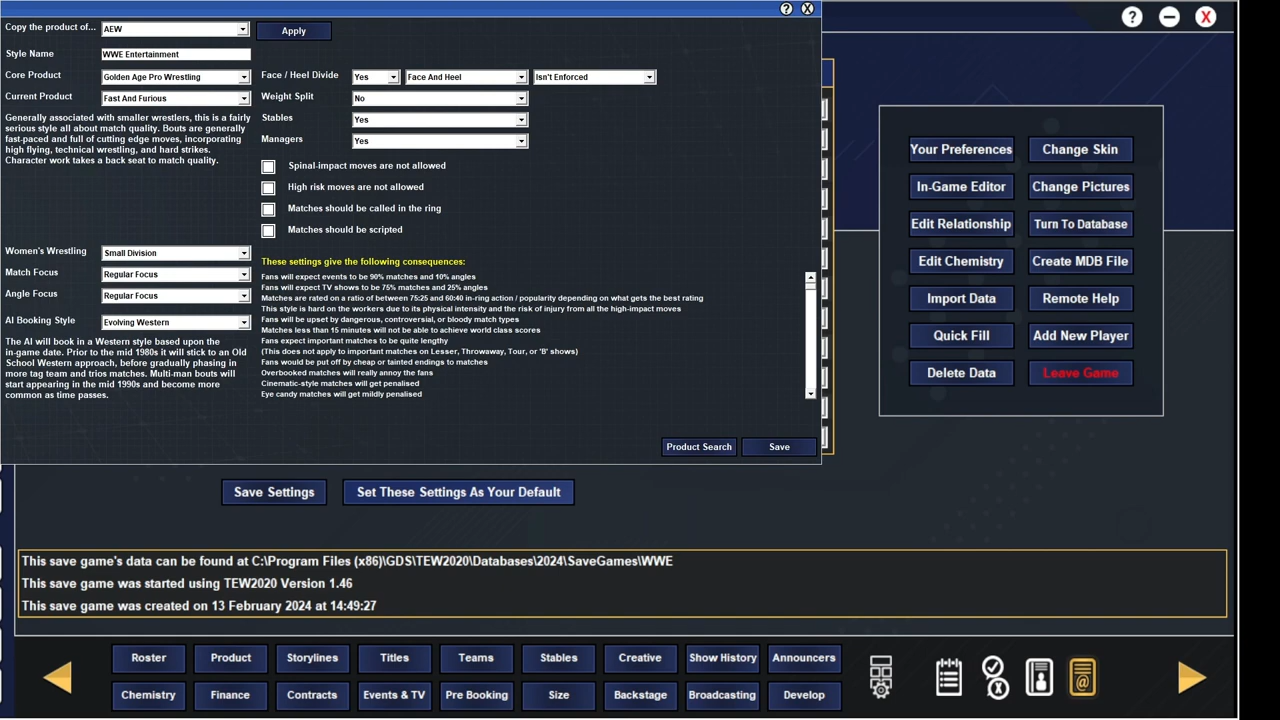 Copy the product of... AEW Apply
Style Name WWE Entertainment
Core Product Golden Age Pro Wrestling
Current Product Fast And Furious
Generally associated with smaller wrestlers, this is a fairly
serious style all about match quality. Bouts are generally
fast-paced and full of cutting edge moves, incorporating
high flying, technical wrestling, and hard strikes.
Character work takes a back seat to match quality.
Face / Heel Divide Yes Face And Heel Isn't Enforced
Weight Split No
Stables Yes
Managers Yes
Spinal-impact moves are not allowed
High risk moves are not allowed
Matches should be called in the ring
Matches should be scripted
Women's Wrestling Small Division
Match Focus Regular Focus
Angle Focus Regular Focus
AI Booking Style Evolving Western
The AI will book in a Western style based upon the
in-game date. Prior to the mid 1980s it will stick to an Old
School Western approach, before gradually phasing in
more tag team and trios matches. Multi-man bouts will
start appearing in the mid 1990s and become more
common as time passes.
These settings give the following consequences:
Fans will expect events to be 90% matches and 10% angles
Fans will expect TV shows to be 75% matches and 25% angles
Matches are rated on a ratio of between 75:25 and 60:40 in-ring action / popularity depending on what gets the best rating
This style is hard on the workers due to its physical intensity and the risk of injury from all the high-impact moves
Fans will be upset by dangerous, controversial, or bloody match types
Matches less than 15 minutes will not be able to achieve world class scores
Fans expect important matches to be quite lengthy
(This does not apply to important matches on Lesser, Throwaway, Tour, or 'B' shows)
Fans would be put off by cheap or tainted endings to matches
Overbooked matches will really annoy the fans
Cinematic-style matches will get penalised
Eye candy matches will get mildly penalised
Product Search Save
? X
? X
Your Preferences Change Skin
In-Game Editor Change Pictures
Edit Relationship Turn To Database
Edit Chemistry Create MDB File
Import Data Remote Help
Quick Fill Add New Player
Delete Data Leave Game
Save Settings Set These Settings As Your Default
This save game's data can be found at C:\Program Files (x86)\GDS\TEW2020\Databases\2024\SaveGames\WWE
This save game was started using TEW2020 Version 1.46
This save game was created on 13 February 2024 at 14:49:27
Roster Product Storylines Titles Teams Stables Creative Show History Announcers
Chemistry Finance Contracts Events & TV Pre Booking Size Backstage Broadcasting Develop